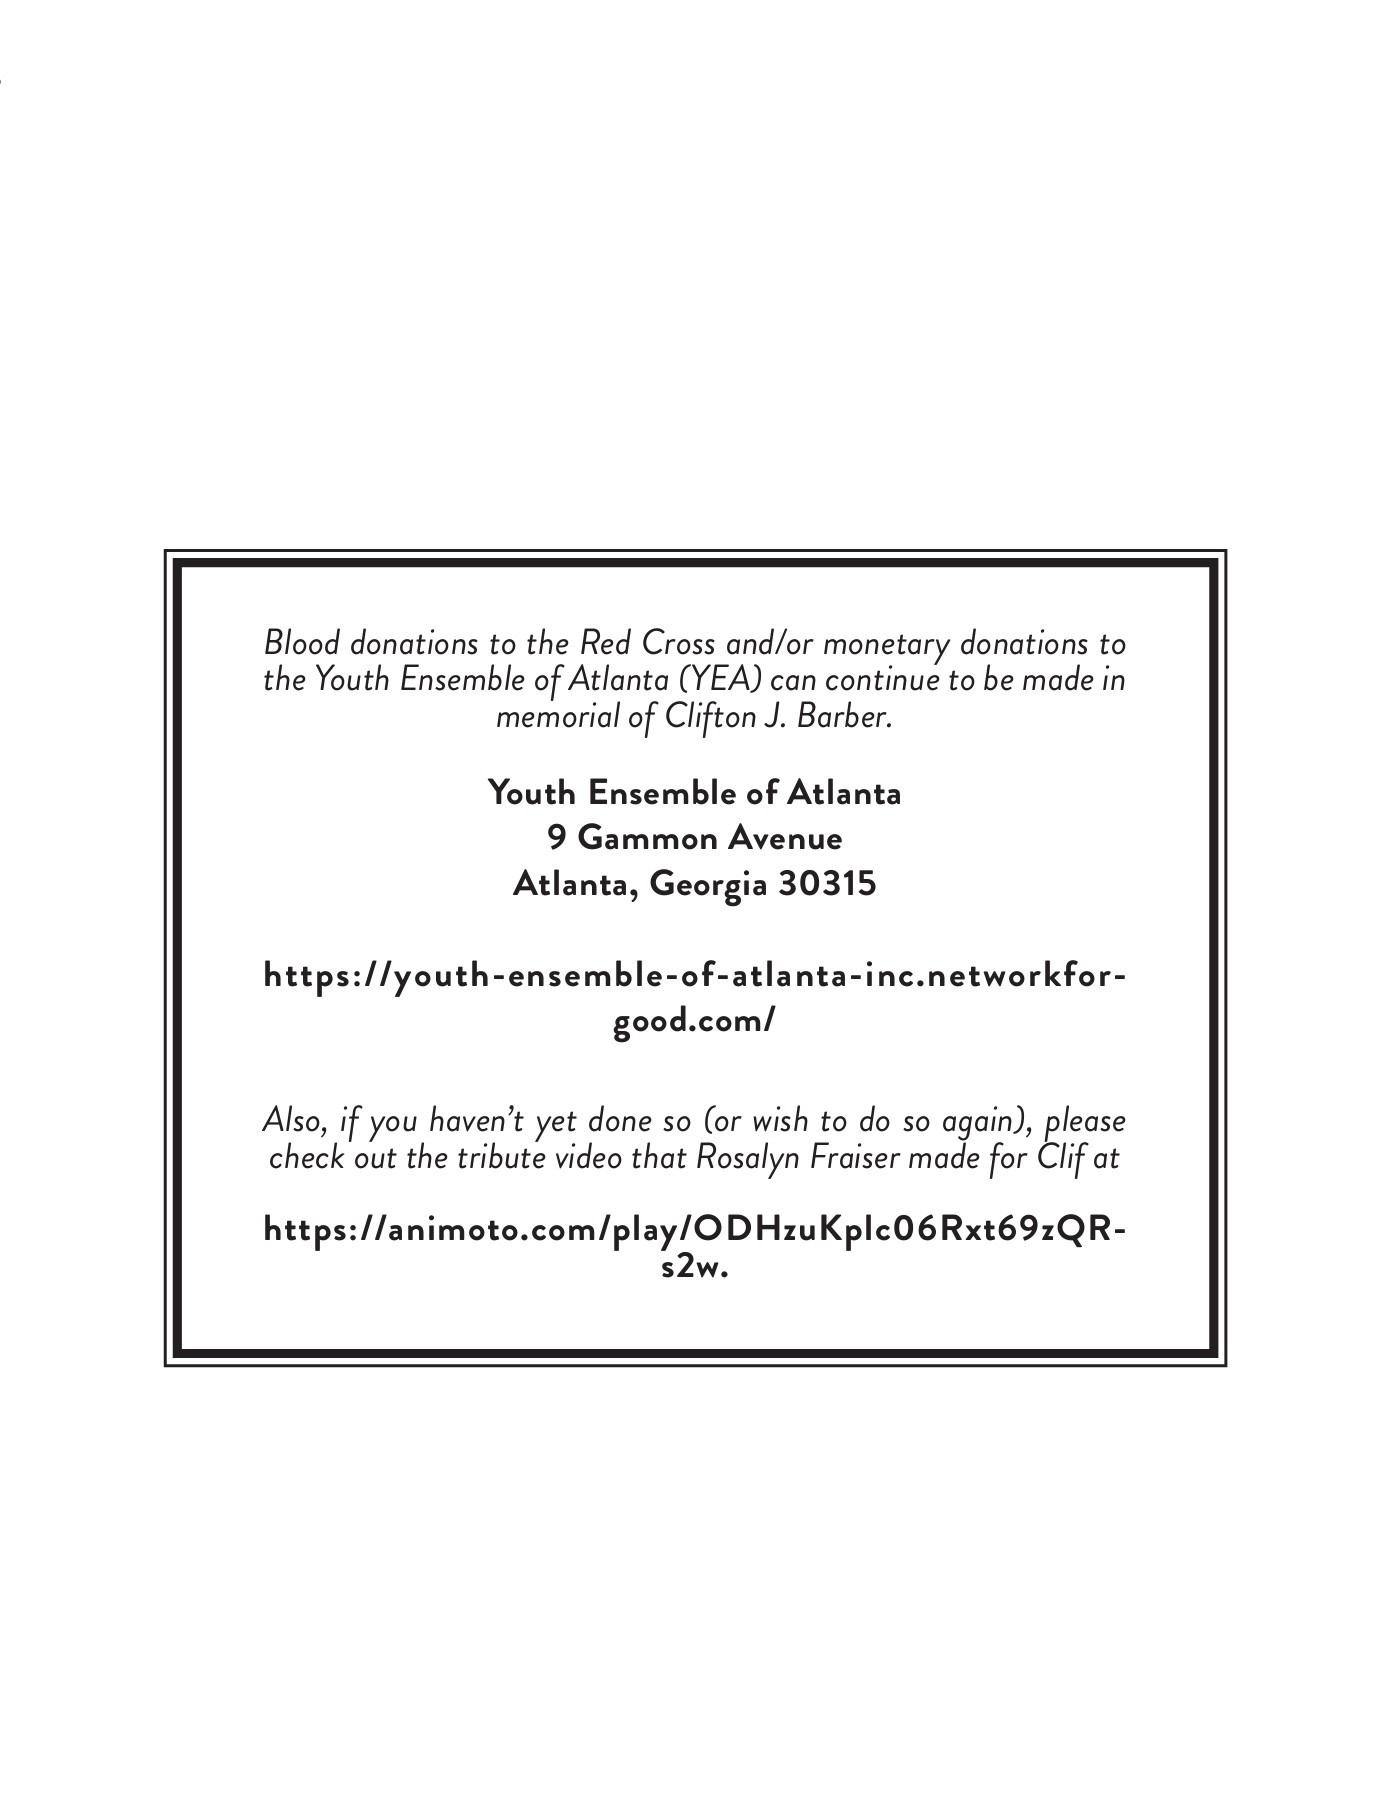 Blood donations to the Red Cross and/or monetary donations to
the Youth Ensemble of Atlanta (YEA) can continue to be made in
memorial of Clifton J. Barber.
Youth Ensemble of Atlanta
9 Gammon Avenue
Atlanta, Georgia 30315
https://youth-ensemble-of-atlanta-inc.networkfor-
good.com/
Also, if you haven’t yet done so (or wish to do so again), please
check out the tribute video that Rosalyn Fraiser made for Clif at
https://animoto.com/play/ODHzuKplc06Rxt69zQR-
s2w.